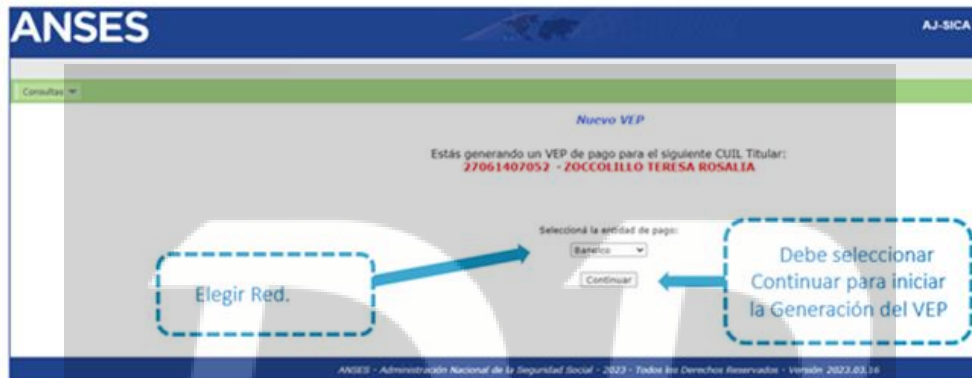 ANSES
AJ-SICA
Consultas
Nuevo VEP
Estás generando un VEP de pago para el siguiente CUIL Titular:
27061407052 - ZOCCOLILLO TERESA ROSALIA
Seleccioná la entidad de pago:
Banelco
Continuar
Elegir Red.
Debe seleccionar
Continuar para iniciar
la Generación del VEP
ANSES - Administración Nacional de la Seguridad Social - 2023 - Todos los Derechos Reservados - Versión 2023.03.16